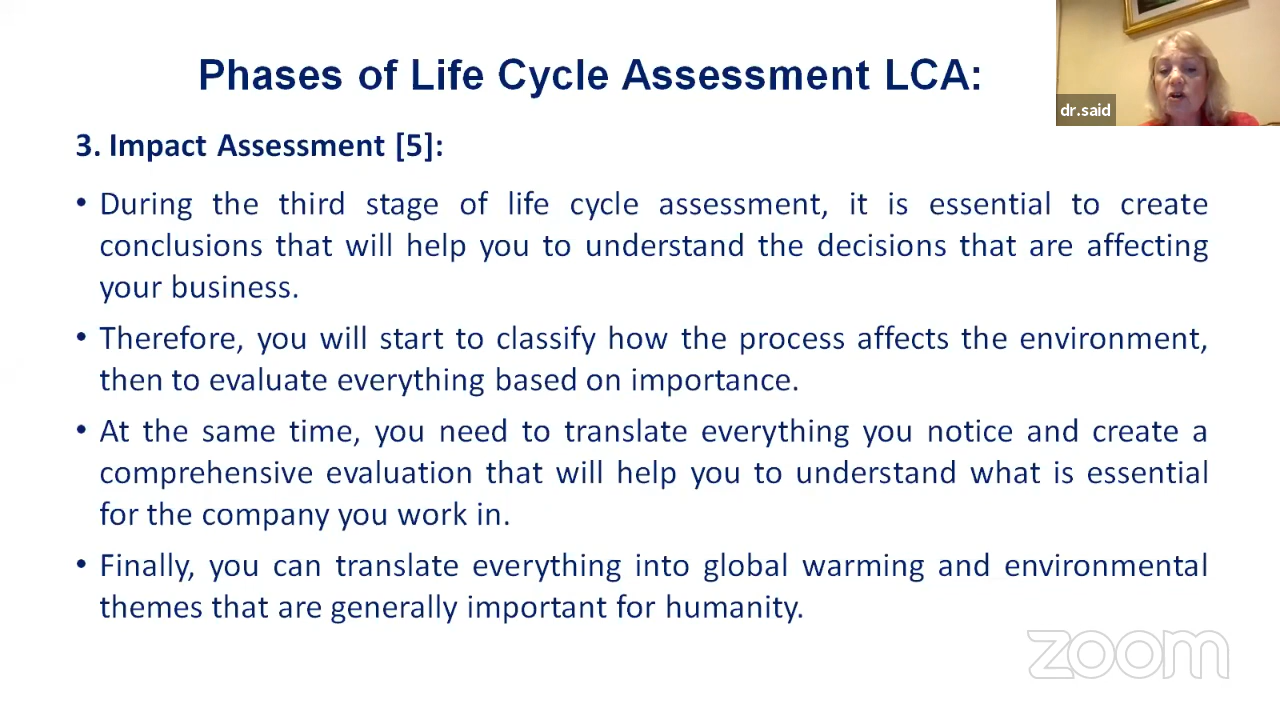 Phases of Life Cycle Assessment LCA:
dr.said
3. Impact Assessment [5]:
• During the third stage of life cycle assessment, it is essential to create
conclusions that will help you to understand the decisions that are affecting
your business.
• Therefore, you will start to classify how the process affects the environment,
then to evaluate everything based on importance.
• At the same time, you need to translate everything you notice and create a
comprehensive evaluation that will help you to understand what is essential
for the company you work in.
• Finally, you can translate everything into global warming and environmental
themes that are generally important for humanity.
zoom